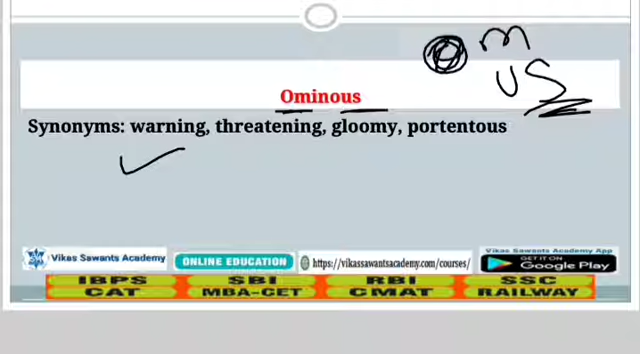 m
US
Ominous
Synonyms: warning, threatening, gloomy, portentous
Vikas Sawants Academy
ONLINE EDUCATION
https://vikassawantsacademy.com/courses/
Vikas Sawants Academy App
GET IT ON
Google Play
IBPS SBI RBI SSC
CAT MBA-CET CMAT RAILWAY